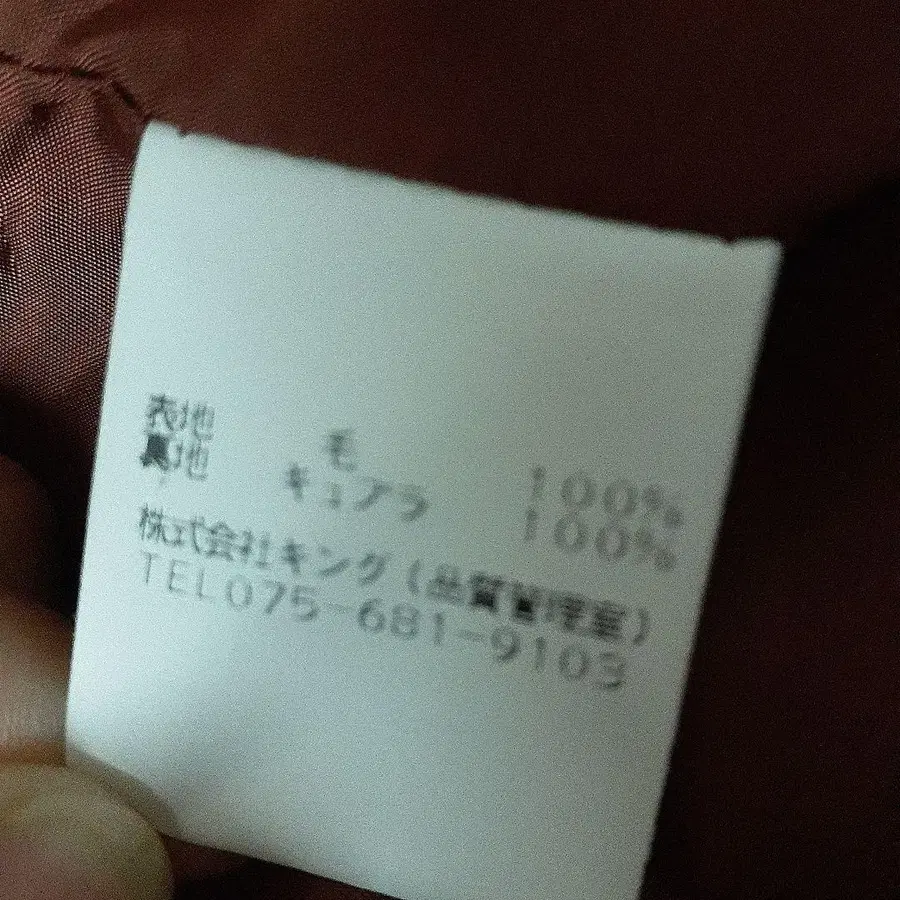 表地 毛 100%
裏地 キュプラ 100%
株式会社キング(品質管理室)
TEL075-681-9103